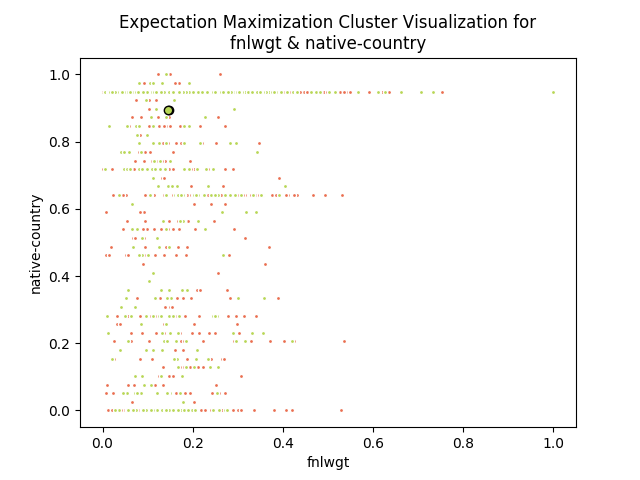 Expectation Maximization Cluster Visualization for
fnlwgt & native-country
1.0
0.8
0.6
0.4
0.2
0.0
native-country
0.0 0.2 0.4 0.6 0.8 1.0
fnlwgt